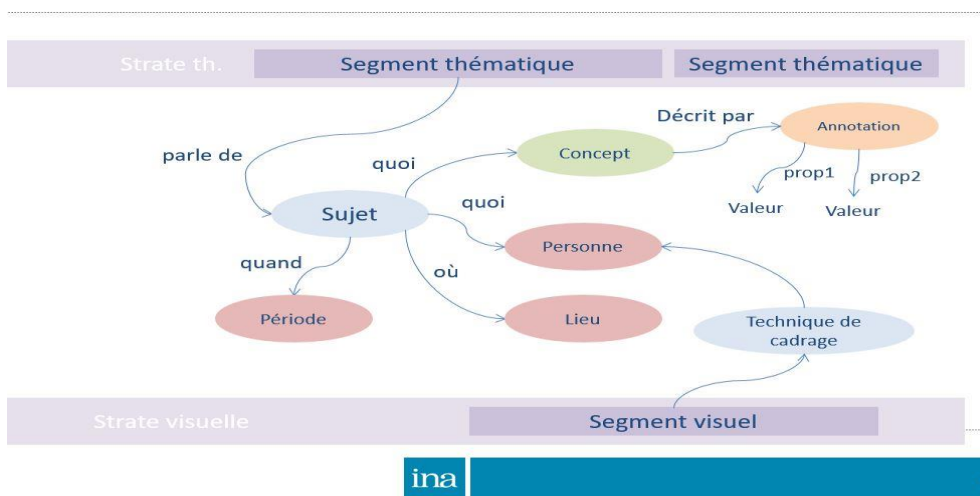 Strate th.
Segment thématique
Segment thématique
Décrit par
Annotation
parle de
quoi
Concept
prop1
prop2
Valeur
Valeur
Sujet
quoi
Personne
quand
où
Période
Lieu
Technique de
cadrage
Strate visuelle
Segment visuel
ina